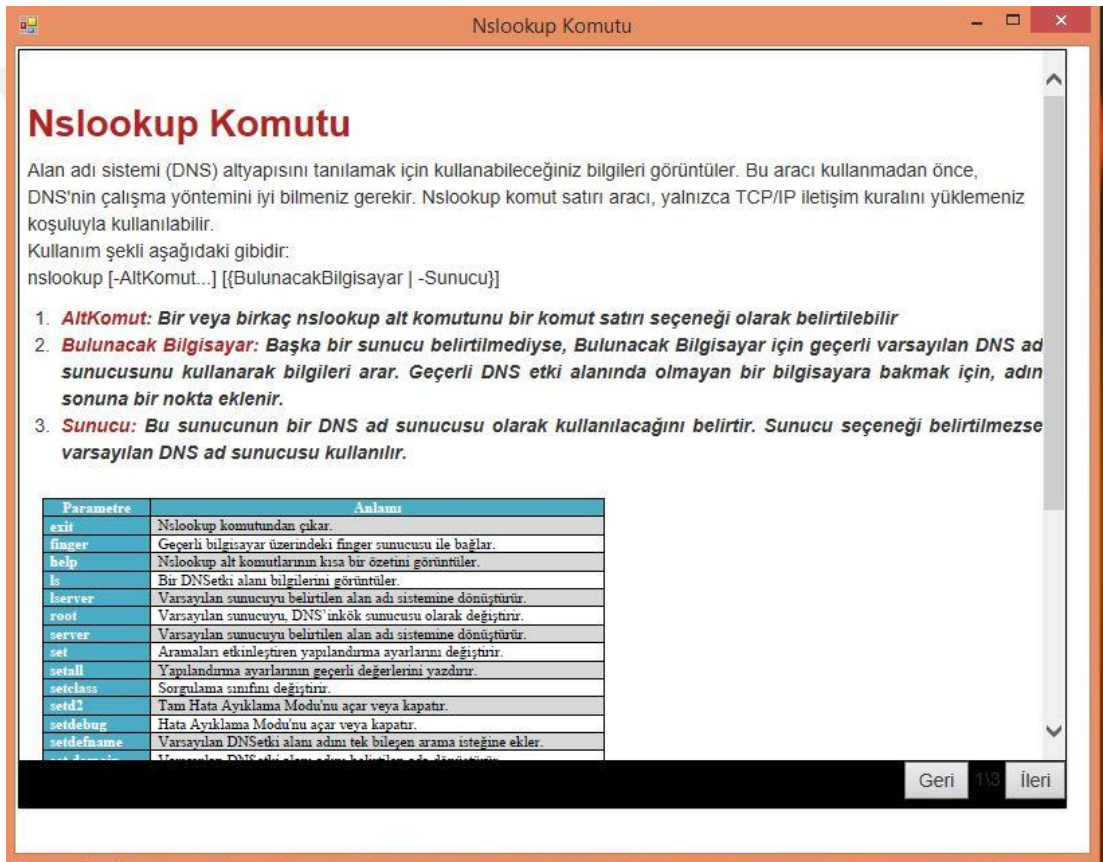 Nslookup Komutu
Nslookup Komutu
Alan adı sistemi (DNS) altyapısını tanılamak için kullanabileceğiniz bilgileri görüntüler. Bu aracı kullanmadan önce,
DNS'nin çalışma yöntemini iyi bilmeniz gerekir. Nslookup komut satırı aracı, yalnızca TCP/IP iletişim kuralını yüklemeniz
koşuluyla kullanılabilir.
Kullanım şekli aşağıdaki gibidir:
nslookup [-AltKomut...] [{BulunacakBilgisayar | -Sunucu}]
1. AltKomut: Bir veya birkaç nslookup alt komutunu bir komut satırı seçeneği olarak belirtilebilir
2. Bulunacak Bilgisayar: Başka bir sunucu belirtilmediyse, Bulunacak Bilgisayar için geçerli varsayılan DNS ad
sunucusunu kullanarak bilgileri arar. Geçerli DNS etki alanında olmayan bir bilgisayara bakmak için, adın
sonuna bir nokta eklenir.
3. Sunucu: Bu sunucunun bir DNS ad sunucusu olarak kullanılacağını belirtir. Sunucu seçeneği belirtilmezse
varsayılan DNS ad sunucusu kullanılır.
Parametre Anlamı
exit Nslookup komutundan çıkar.
finger Geçerli bilgisayar üzerindeki finger sunucusu ile bağlar.
help Nslookup alt komutlarının kısa bir özetini görüntüler.
ls Bir DNSetki alanı bilgilerini görüntüler.
lserver Varsayılan sunucuyu belirtilen alan adı sistemine dönüştürür.
root Varsayılan sunucuyu, DNS'inkök sunucusu olarak değiştirir.
server Varsayılan sunucuyu belirtilen alan adı sistemine dönüştürür.
set Aramaları etkinleştiren yapılandırma ayarlarını değiştirir.
setall Yapılandırma ayarlarının geçerli değerlerini yazdırır.
setclass Sorgulama sınıfını değiştirir.
setd2 Tam Hata Ayıklama Modu'nu açar veya kapatır.
setdebug Hata Ayıklama Modu'nu açar veya kapatır.
setdefname Varsayılan DNSetki alanı adını tek bileşen arama isteğine ekler.
Geri 1\3 İleri